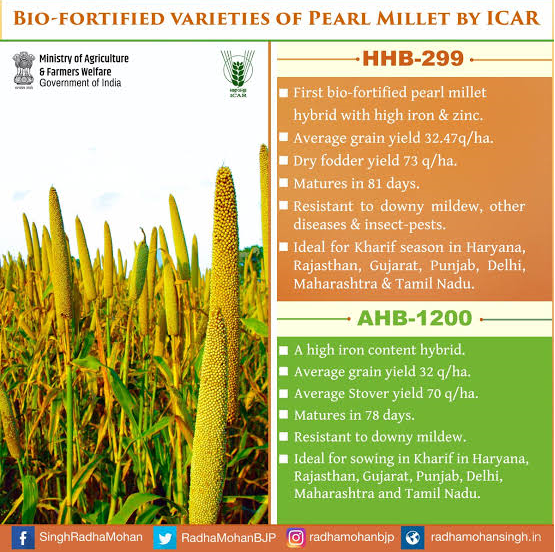 Bio-fortified varieties of Pearl Millet by ICAR
Ministry of Agriculture
& Farmers Welfare
Government of India
ICAR
HHB-299
First bio-fortified pearl millet
hybrid with high iron & zinc.
Average grain yield 32.47q/ha.
Dry fodder yield 73 q/ha.
Matures in 81 days.
Resistant to downy mildew, other
diseases & insect-pests.
Ideal for Kharif season in Haryana,
Rajasthan, Gujarat, Punjab, Delhi,
Maharashtra & Tamil Nadu.
AHB-1200
A high iron content hybrid.
Average grain yield 32 q/ha.
Average Stover yield 70 q/ha.
Matures in 78 days.
Resistant to downy mildew.
Ideal for sowing in Kharif in Haryana,
Rajasthan, Gujarat, Punjab, Delhi,
Maharashtra and Tamil Nadu.
SinghRadhaMohan
RadhaMohanBJP
radhamohanbjp
radhamohansingh.in